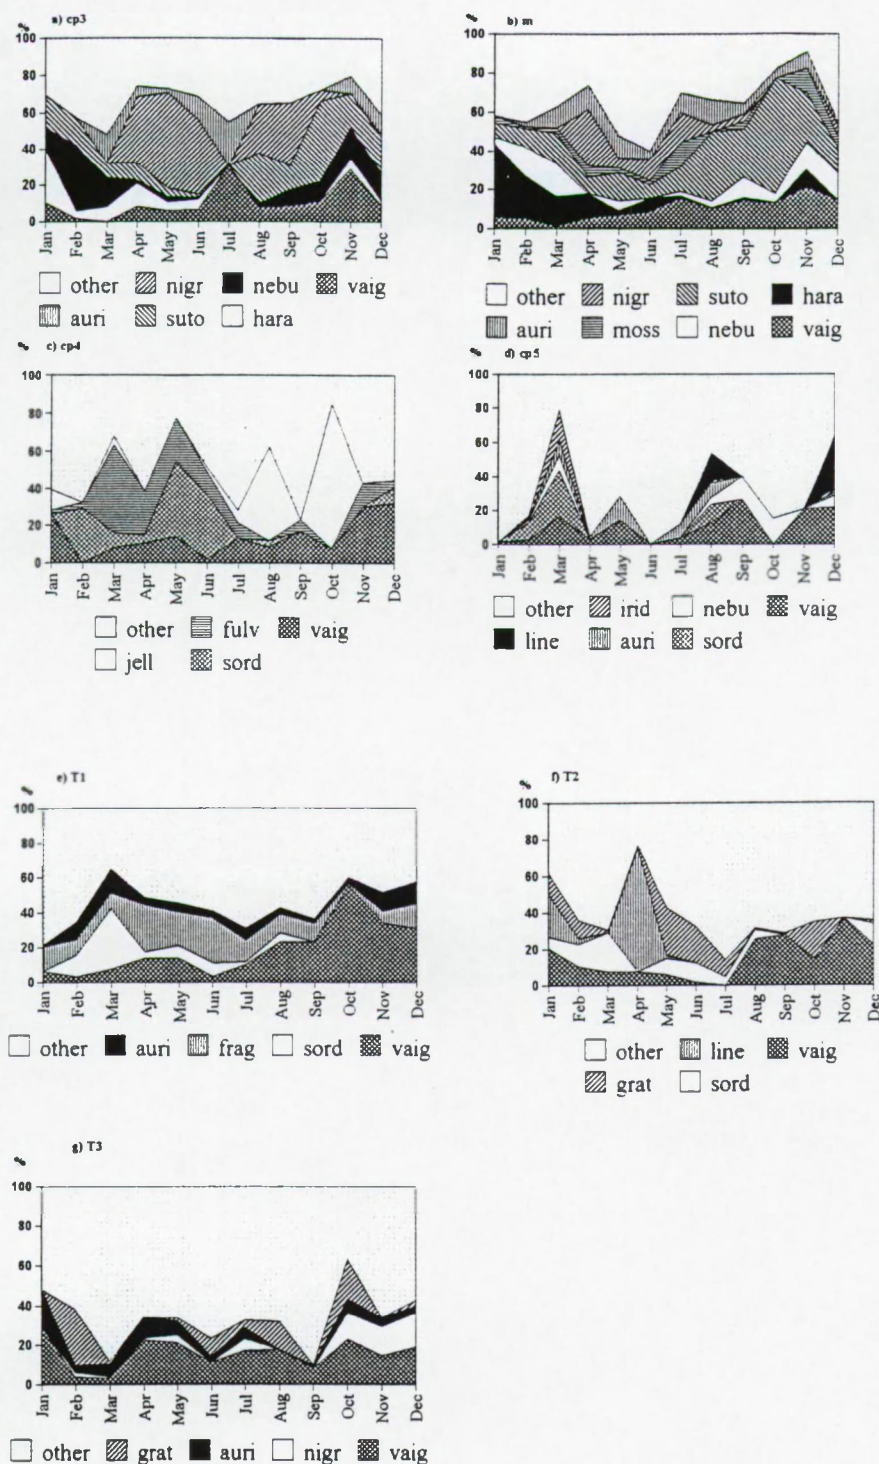 a) cp3
%
100
80
60
40
20
0
Jan Feb Mar Apr May Jun Jul Aug Sep Oct Nov Dec
other nigr nebu vaig
auri suto hara
b) m
%
100
80
60
40
20
0
Jan Feb Mar Apr May Jun Jul Aug Sep Oct Nov Dec
other nigr suto hara
auri moss nebu vaig
c) cp4
%
100
80
60
40
20
0
Jan Feb Mar Apr May Jun Jul Aug Sep Oct Nov Dec
other fulv vaig
jell sord
d) cp5
%
100
80
60
40
20
0
Jan Feb Mar Apr May Jun Jul Aug Sep Oct Nov Dec
other irid nebu vaig
line auri sord
e) T1
%
100
80
60
40
20
0
Jan Feb Mar Apr May Jun Jul Aug Sep Oct Nov Dec
other auri frag sord vaig
f) T2
%
100
80
60
40
20
0
Jan Feb Mar Apr May Jun Jul Aug Sep Oct Nov Dec
other line vaig
grat sord
g) T3
%
100
80
60
40
20
0
Jan Feb Mar Apr May Jun Jul Aug Sep Oct Nov Dec
other grat auri nigr vaig